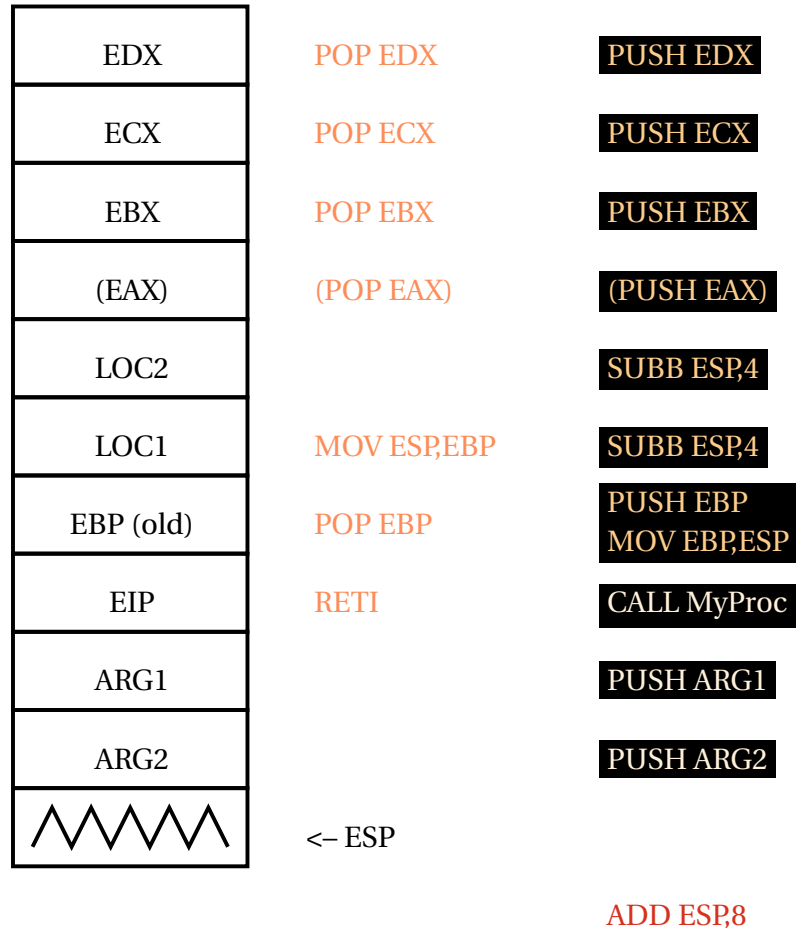 EDX POP EDX PUSH EDX
ECX POP ECX PUSH ECX
EBX POP EBX PUSH EBX
(EAX) (POP EAX) (PUSH EAX)
LOC2 SUBB ESP,4
LOC1 MOV ESP,EBP SUBB ESP,4
EBP (old) POP EBP PUSH EBP
MOV EBP,ESP
EIP RETI CALL MyProc
ARG1 PUSH ARG1
ARG2 PUSH ARG2
<– ESP
ADD ESP,8